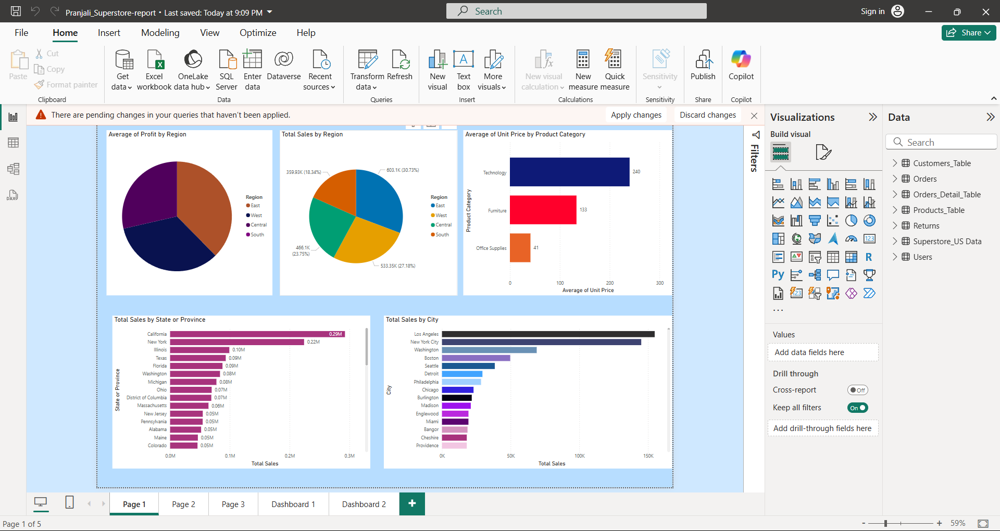 Pranjali_Superstore-report • Last saved: Today at 9:09 PM
Search
Sign in
File
Home
Insert
Modeling
View
Optimize
Help
Share
Paste
Cut
Copy
Format painter
Clipboard
Get data
Excel workbook
OneLake data hub
SQL Server
Enter data
Dataverse
Recent sources
Data
Transform data
Refresh
Queries
New visual
Text box
A
More visuals
Insert
New visual calculation
New measure
Quick measure
Calculations
Sensitivity
Sensitivity
Publish
Share
Copilot
Copilot
There are pending changes in your queries that haven't been applied.
Apply changes
Discard changes
Average of Profit by Region
Region
East
West
Central
South
Total Sales by Region
359.93K (18.34%)
603.1K (30.73%)
466.1K
(23.75%)
533.35K (27.18%)
Region
East
West
Central
South
Average of Unit Price by Product Category
Product Category
Technology
240
Furniture
133
Office Supplies
41
0
100
200
300
Average of Unit Price
Total Sales by State or Province
State or Province
California 0.29M
New York 0.22M
Illinois 0.10M
Texas 0.09M
Florida 0.09M
Washington 0.08M
Michigan 0.08M
Ohio 0.07M
District of Columbia 0.07M
Massachusetts 0.06M
New Jersey 0.05M
Pennsylvania 0.05M
Alabama 0.05M
Maine 0.05M
Colorado 0.05M
0.0M
0.1M
0.2M
0.3M
Total Sales
Total Sales by City
City
Los Angeles
New York City
Washington
Boston
Seattle
Detroit
Philadelphia
Chicago
Burlington
Madison
Englewood
Miami
Bangor
Cheshire
Providence
0K
50K
100K
150K
Total Sales
Filters
Visualizations
Build visual
123
R
Py
123
...
Values
Add data fields here
Drill through
Cross-report
Off
Keep all filters
On
Add drill-through fields here
Data
Search
Customers_Table
Orders
Orders_Detail_Table
Products_Table
Returns
Superstore_US Data
Users
DAX
Page 1
Page 2
Page 3
Dashboard 1
Dashboard 2
+
Page 1 of 5
-
+
59%